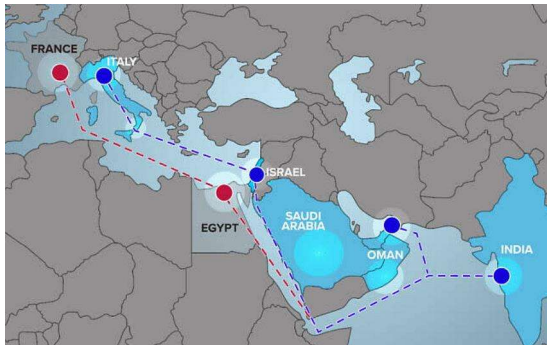 FRANCE
ITALY
ISRAEL
EGYPT
SAUDI
ARABIA
OMAN
INDIA